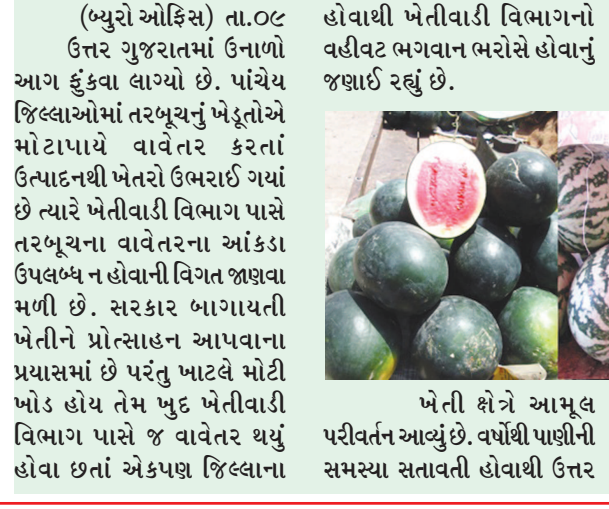 (બ્યુરો ઓફિસ) તા.૦૯
ઉત્તર ગુજરાતમાં ઉનાળો
આગ ફુંકવા લાગ્યો છે. પાંચેય
જિલ્લાઓમાં તરબૂચનું ખેડૂતોએ
મોટાપાયે વાવેતર કરતાં
ઉત્પાદનથી ખેતરો ઉભરાઈ ગયાં
છે ત્યારે ખેતીવાડી વિભાગ પાસે
તરબૂચના વાવેતરના આંકડા
ઉપલબ્ધ ન હોવાની વિગત જાણવા
મળી છે. સરકાર બાગાયતી
ખેતીને પ્રોત્સાહન આપવાના
પ્રયાસમાં છે પરંતુ ખાટલે મોટી
ખોડ હોય તેમ ખુદ ખેતીવાડી
વિભાગ પાસે જ વાવેતર થયું
હોવા છતાં એકપણ જિલ્લાના
હોવાથી ખેતીવાડી વિભાગનો
વહીવટ ભગવાન ભરોસે હોવાનું
જણાઈ રહ્યું છે.
ખેતી ક્ષેત્રે આમૂલ
પરીવર્તન આવ્યું છે. વર્ષોથી પાણીની
સમસ્યા સતાવતી હોવાથી ઉત્તર